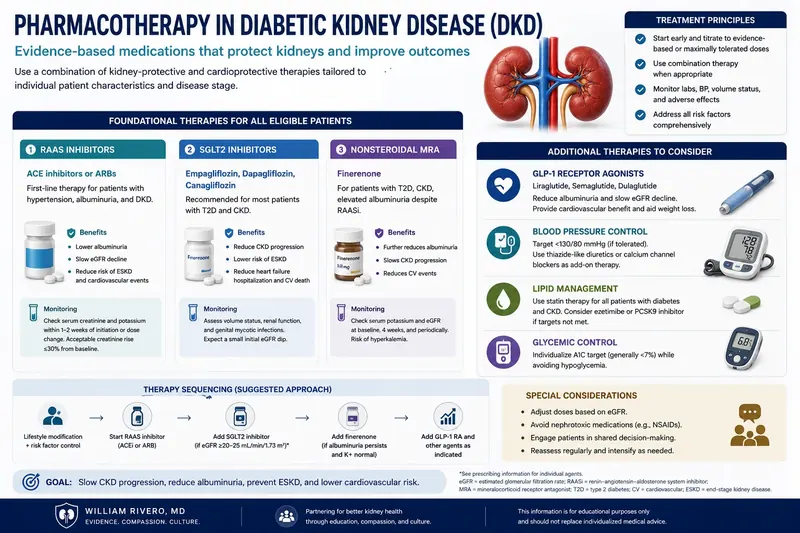 PHARMACOTHERAPY IN DIABETIC KIDNEY DISEASE (DKD)
Evidence-based medications that protect kidneys and improve outcomes
Use a combination of kidney-protective and cardioprotective therapies tailored to
individual patient characteristics and disease stage.
TREATMENT PRINCIPLES
Start early and titrate to evidence-
based or maximally tolerated doses
Use combination therapy
when appropriate
Monitor labs, BP, volume status,
and adverse effects
Address all risk factors
comprehensively
FOUNDATIONAL THERAPIES FOR ALL ELIGIBLE PATIENTS
1 RAAS INHIBITORS
ACE inhibitors or ARBs
First-line therapy for patients with
hypertension, albuminuria, and DKD.
Benefits
• Lower albuminuria
• Slow eGFR decline
• Reduce risk of ESKD
and cardiovascular events
Monitoring
Check serum creatinine and potassium
within 1–2 weeks of initiation or dose
change. Acceptable creatinine rise
≤30% from baseline.
2 SGLT2 INHIBITORS
Empagliflozin, Dapagliflozin,
Canagliflozin
Recommended for most patients
with T2D and CKD.
Finerenone
Benefits
• Reduce CKD progression
• Lower risk of ESKD
• Reduce heart failure
hospitalization and CV death
Monitoring
Assess volume status, renal function,
and genital mycotic infections.
Expect a small initial eGFR dip.
3 NONSTEROIDAL MRA
Finerenone
For patients with T2D, CKD,
elevated albuminuria despite
RAASi.
Finerenone
Benefits
• Further reduces albuminuria
• Slows CKD progression
• Reduces CV events
Monitoring
Check serum potassium and eGFR
at baseline, 4 weeks, and periodically.
Risk of hyperkalemia.
ADDITIONAL THERAPIES TO CONSIDER
GLP-1 RECEPTOR AGONISTS
Liraglutide, Semaglutide, Dulaglutide
Reduce albuminuria and slow eGFR decline.
Provide cardiovascular benefit and aid weight loss.
BLOOD PRESSURE CONTROL
Target <130/80 mmHg (if tolerated).
Use thiazide-like diuretics or calcium channel
blockers as add-on therapy.
128
78
LIPID MANAGEMENT
Use statin therapy for all patients with diabetes
and CKD. Consider ezetimibe or PCSK9 inhibitor
if targets not met.
GLYCEMIC CONTROL
Individualize A1C target (generally <7%) while
avoiding hypoglycemia.
6.8
THERAPY SEQUENCING (SUGGESTED APPROACH)
Lifestyle modification
+ risk factor control
Start RAAS inhibitor
(ACEi or ARB)
Add SGLT2 inhibitor
(if eGFR ≥20–25 mL/min/1.73 m²)*
Add finerenone
(if albuminuria persists
and K+ normal)
Add GLP-1 RA and
other agents as
indicated
SPECIAL CONSIDERATIONS
• Adjust doses based on eGFR.
• Avoid nephrotoxic medications (e.g., NSAIDs).
• Engage patients in shared decision-making.
• Reassess regularly and intensify as needed.
GOAL: Slow CKD progression, reduce albuminuria, prevent ESKD, and lower cardiovascular risk.
*See prescribing information for individual agents.
eGFR = estimated glomerular filtration rate; RAASi = renin–angiotensin–aldosterone system inhibitor;
MRA = mineralocorticoid receptor antagonist; T2D = type 2 diabetes; CV = cardiovascular; ESKD = end-stage kidney disease.
WILLIAM RIVERO, MD
EVIDENCE. COMPASSION. CULTURE.
Partnering for better kidney health
through education, compassion, and culture.
This information is for educational purposes only
and should not replace individualized medical advice.